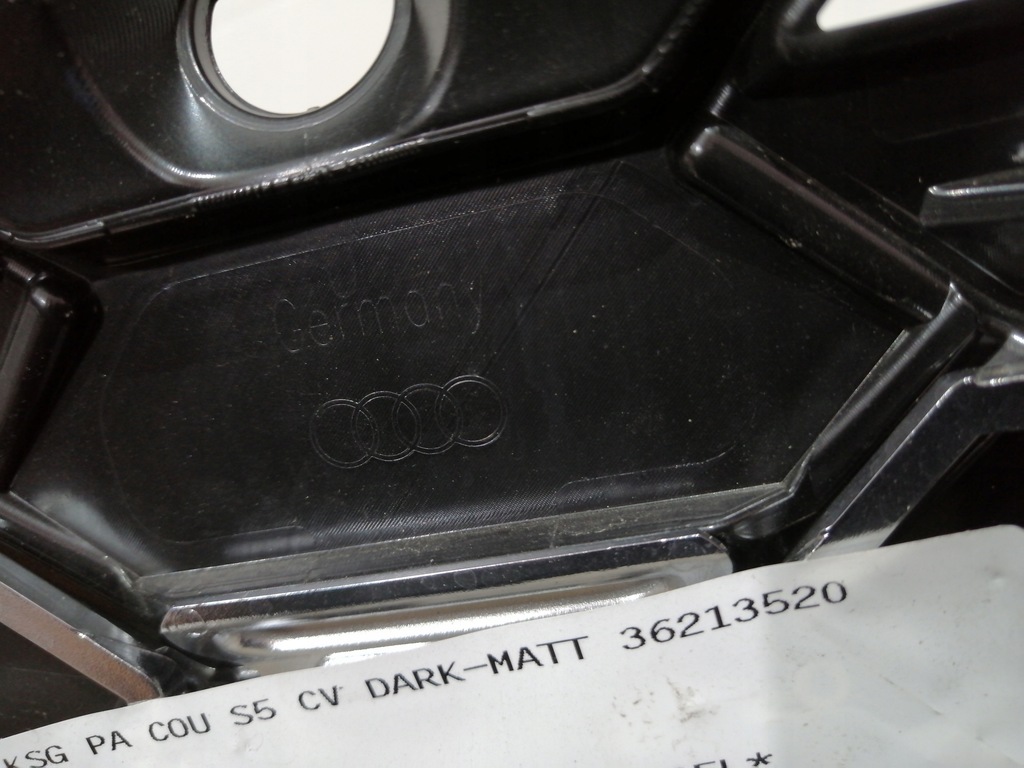 Germany
KSG PA COU S5 CV DARK-MATT 36213520